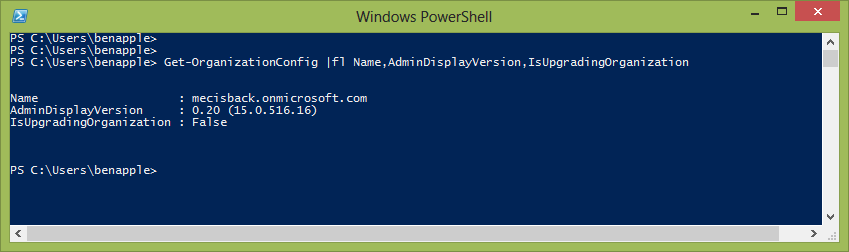 Windows PowerShell
PS C:\Users\benapple>
PS C:\Users\benapple>
PS C:\Users\benapple> Get-OrganizationConfig |fl Name,AdminDisplayVersion,IsUpgradingOrganization
Name                    : mecisback.onmicrosoft.com
AdminDisplayVersion     : 0.20 (15.0.516.16)
IsUpgradingOrganization : False
PS C:\Users\benapple>